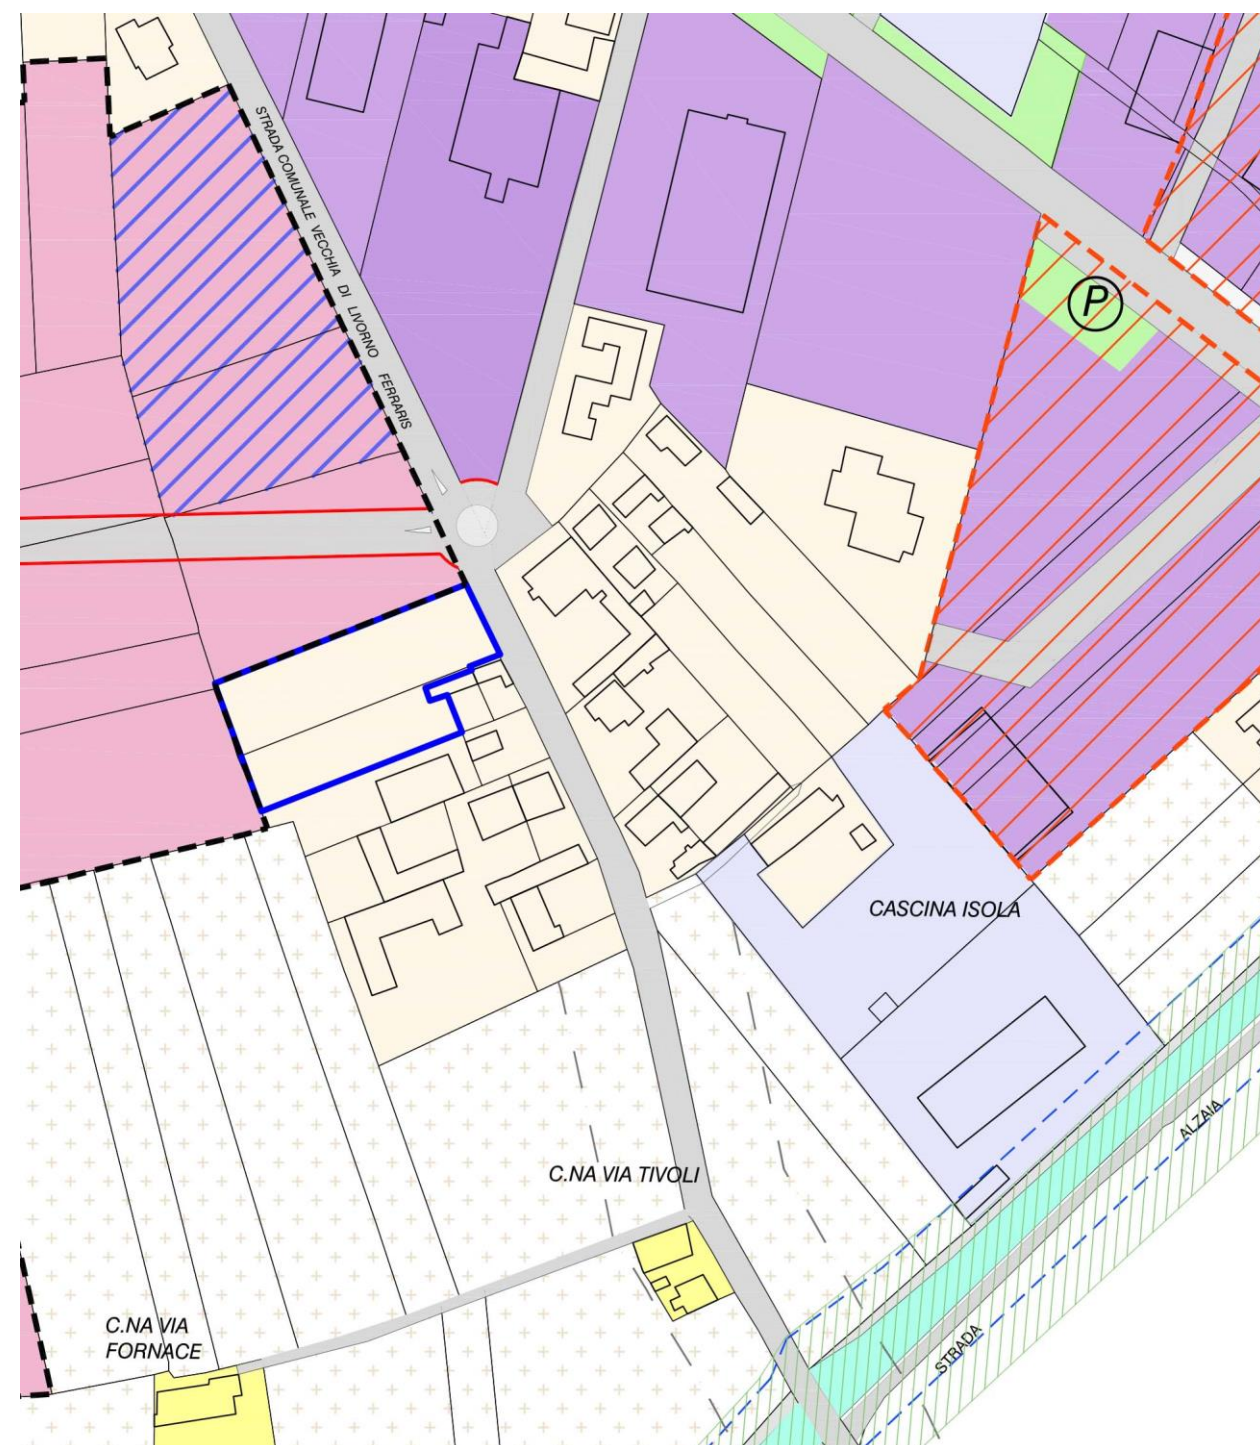 STRADA COMUNALE VECCHIA DI LIVORNO FERRARIS
P
CASCINA ISOLA
ALZAIA
C.NA VIA TIVOLI
C.NA VIA
FORNACE
STRADA